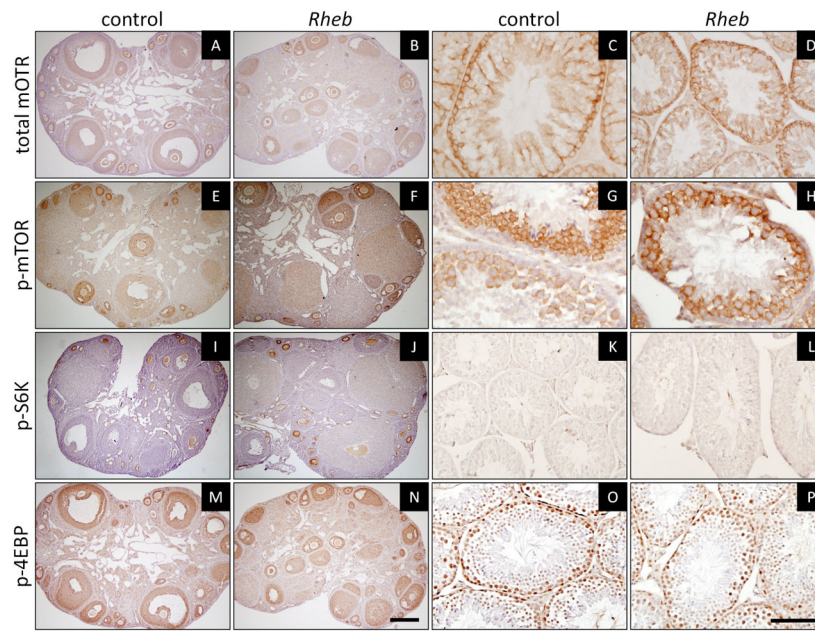 control Rheb control Rheb
total mOTR A B C D
p-mTOR E F G H
p-S6K I J K L
p-4EBP M N O P